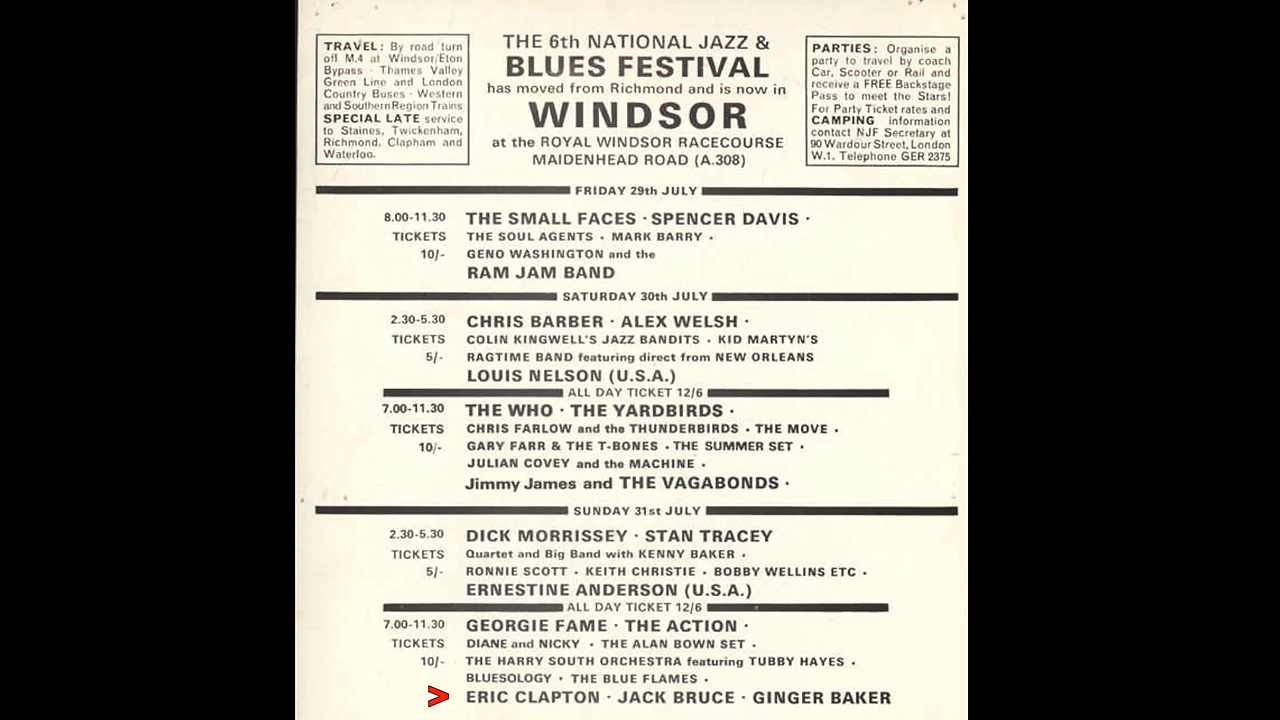 TRAVEL: By road turn
off M.4 at Windsor/Eton
Bypass · Thames Valley
Green Line and London
Country Buses · Western
and Southern Region Trains
SPECIAL LATE service
to Staines, Twickenham,
Richmond, Clapham and
Waterloo.
THE 6th NATIONAL JAZZ &
BLUES FESTIVAL
has moved from Richmond and is now in
WINDSOR
at the ROYAL WINDSOR RACECOURSE
MAIDENHEAD ROAD (A.308)
PARTIES: Organise a
party to travel by coach
Car, Scooter or Rail and
receive a FREE Backstage
Pass to meet the Stars!
For Party Ticket rates and
CAMPING information
contact NJF Secretary at
90 Wardour Street, London
W.1. Telephone GER 2375
FRIDAY 29th JULY
8.00-11.30 THE SMALL FACES · SPENCER DAVIS ·
TICKETS THE SOUL AGENTS · MARK BARRY ·
10/- GENO WASHINGTON and the
RAM JAM BAND
SATURDAY 30th JULY
2.30-5.30 CHRIS BARBER · ALEX WELSH ·
TICKETS COLIN KINGWELL'S JAZZ BANDITS · KID MARTYN'S
5/- RAGTIME BAND featuring direct from NEW ORLEANS
LOUIS NELSON (U.S.A.)
ALL DAY TICKET 12/6
7.00-11.30 THE WHO · THE YARDBIRDS ·
TICKETS CHRIS FARLOW and the THUNDERBIRDS · THE MOVE ·
10/- GARY FARR & THE T-BONES · THE SUMMER SET ·
JULIAN COVEY and the MACHINE ·
Jimmy James and THE VAGABONDS ·
SUNDAY 31st JULY
2.30-5.30 DICK MORRISSEY · STAN TRACEY
TICKETS Quartet and Big Band with KENNY BAKER ·
5/- RONNIE SCOTT · KEITH CHRISTIE · BOBBY WELLINS ETC ·
ERNESTINE ANDERSON (U.S.A.)
ALL DAY TICKET 12/6
7.00-11.30 GEORGIE FAME · THE ACTION ·
TICKETS DIANE and NICKY · THE ALAN BOWN SET ·
10/- THE HARRY SOUTH ORCHESTRA featuring TUBBY HAYES ·
BLUESOLOGY · THE BLUE FLAMES ·
> ERIC CLAPTON · JACK BRUCE · GINGER BAKER